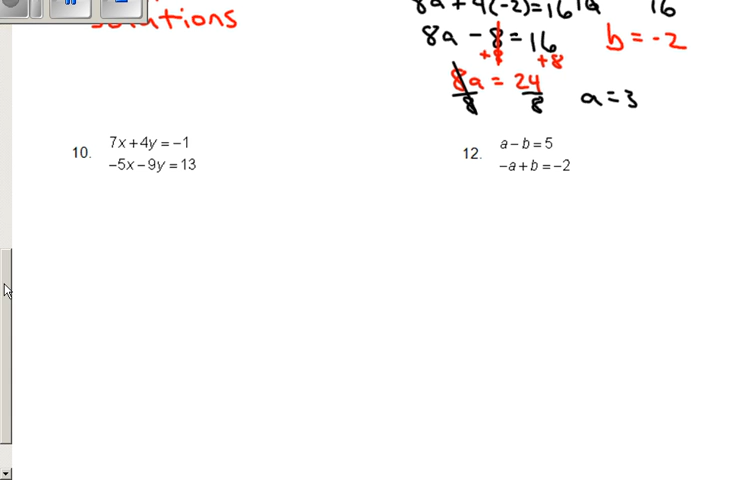 solutions
8a + 4(-2) = 16 16
8a - 8 = 16 b = -2
+8 +8
8a = 24
8 8 a = 3
10. 7x + 4y = -1
-5x - 9y = 13
12. a - b = 5
-a + b = -2